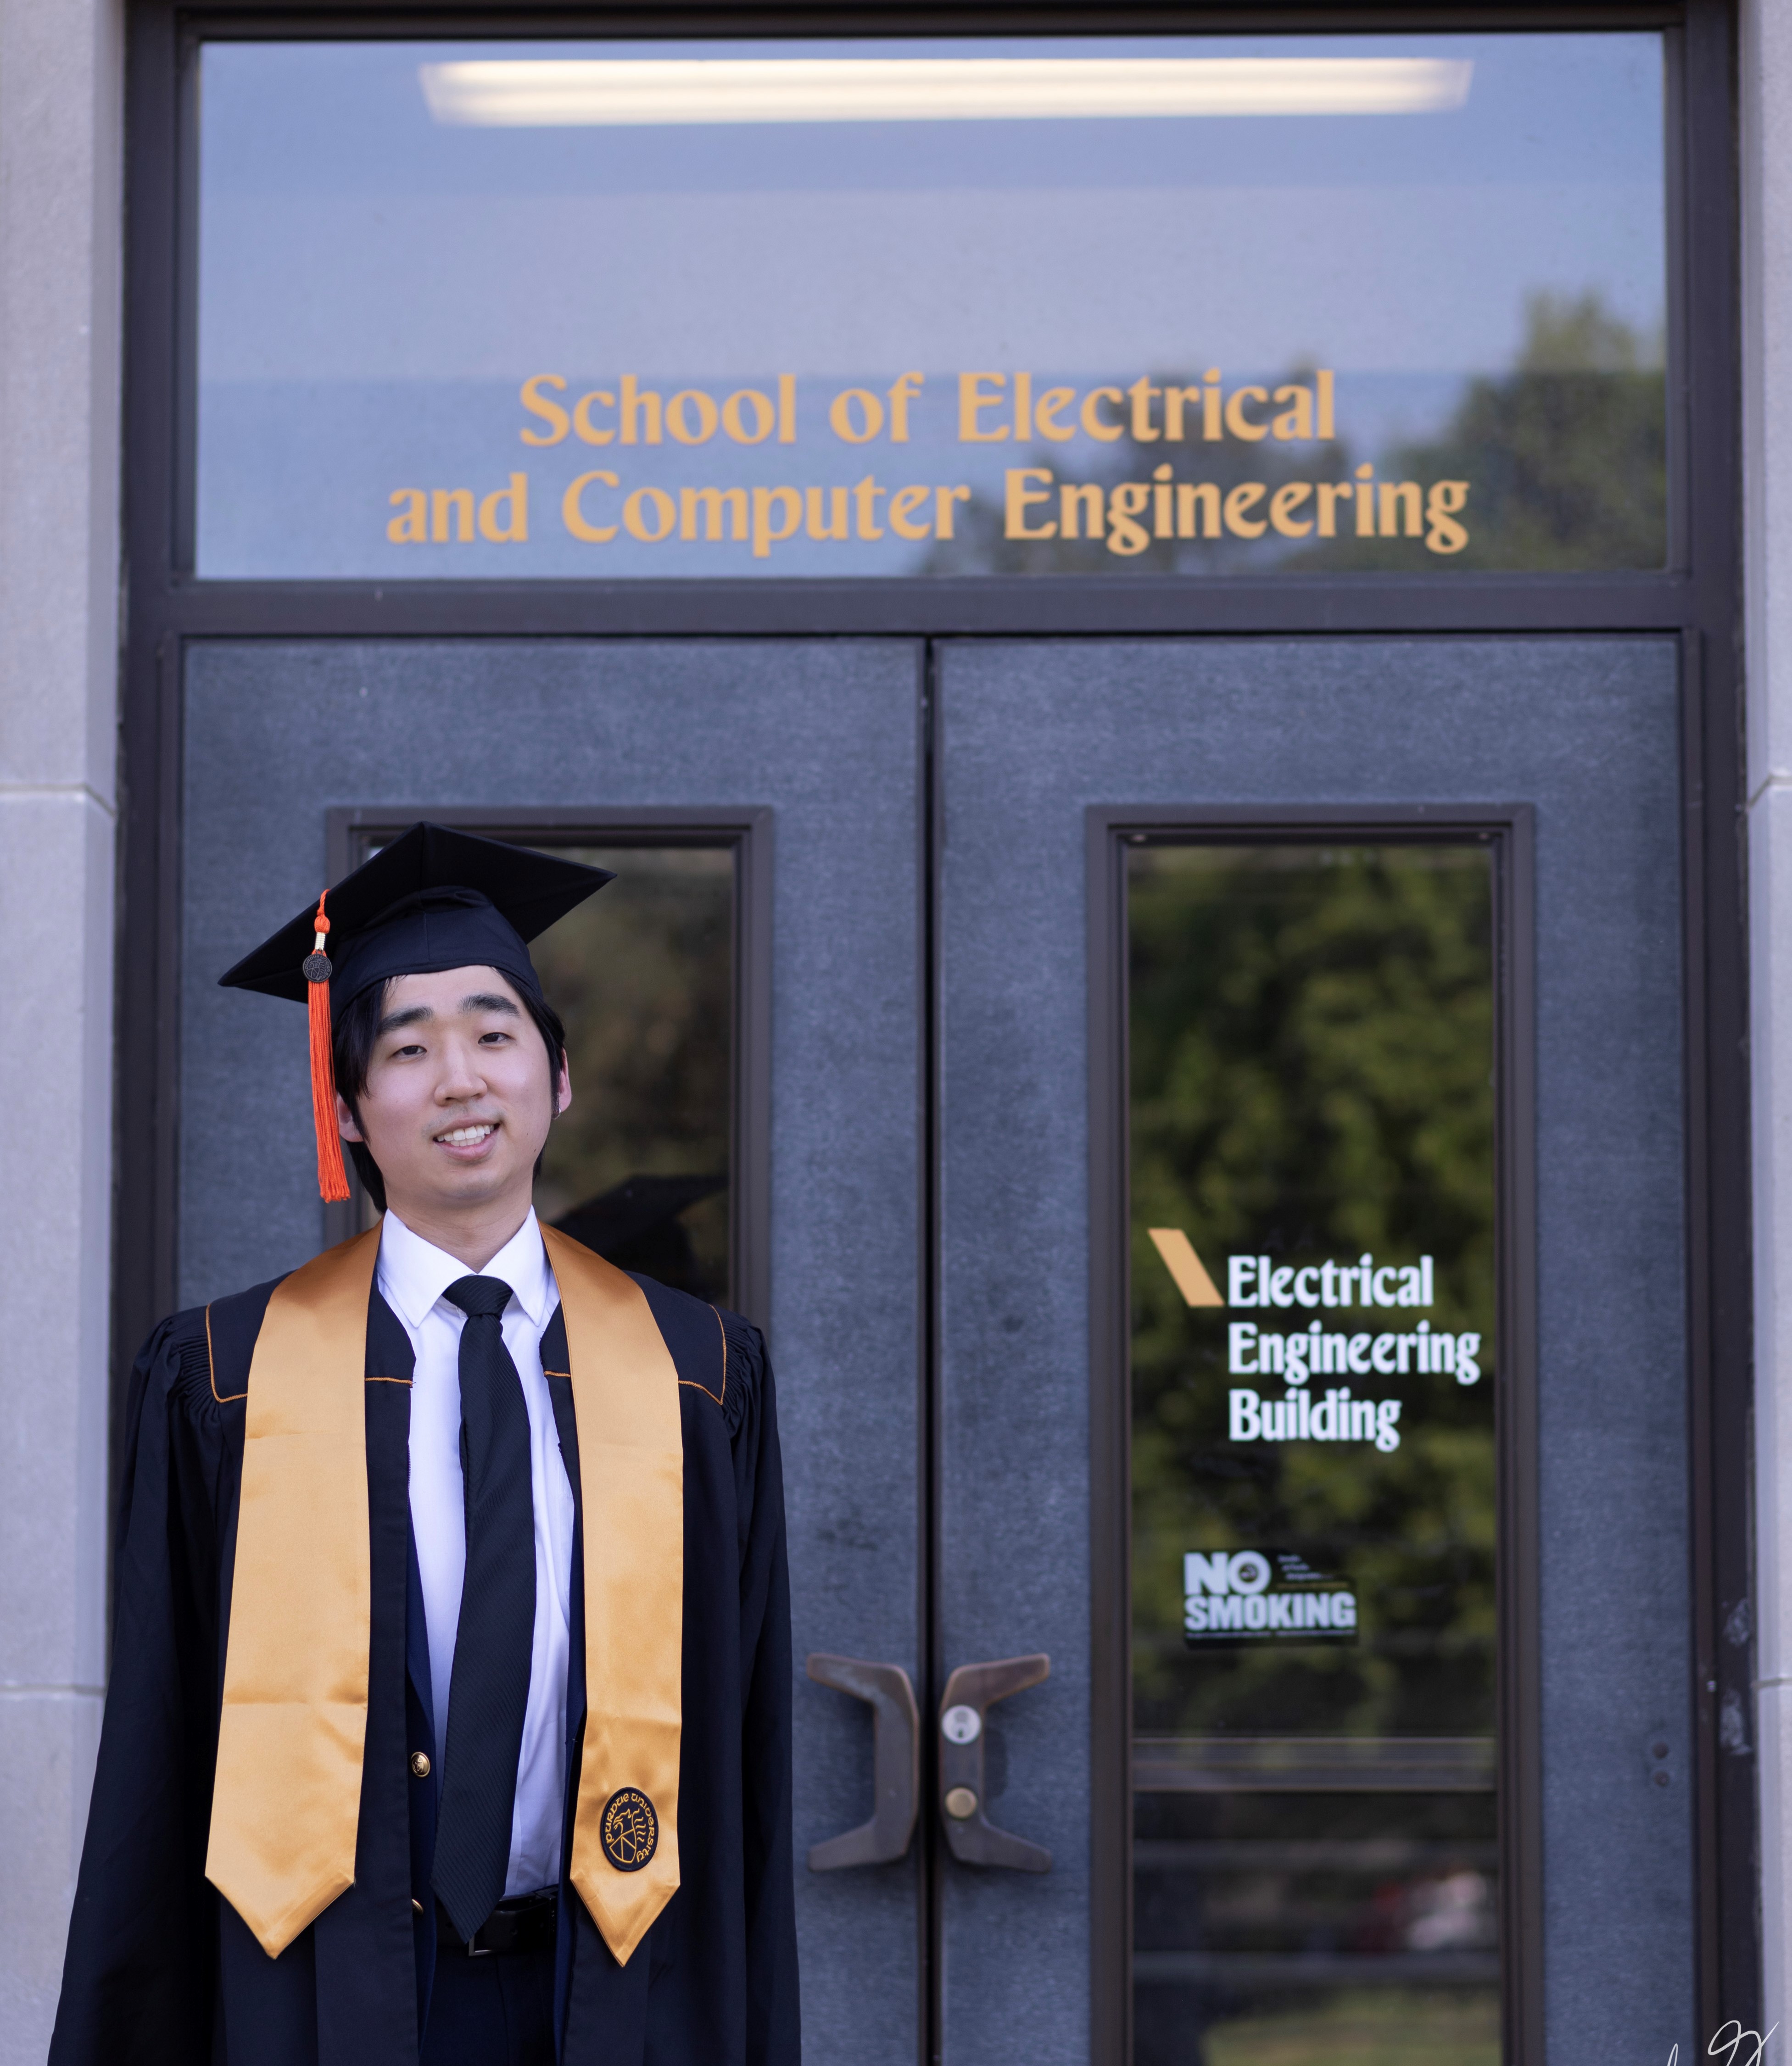 School of Electrical
and Computer Engineering
Electrical
Engineering
Building
NO
SMOKING
PURDUE UNIVERSITY